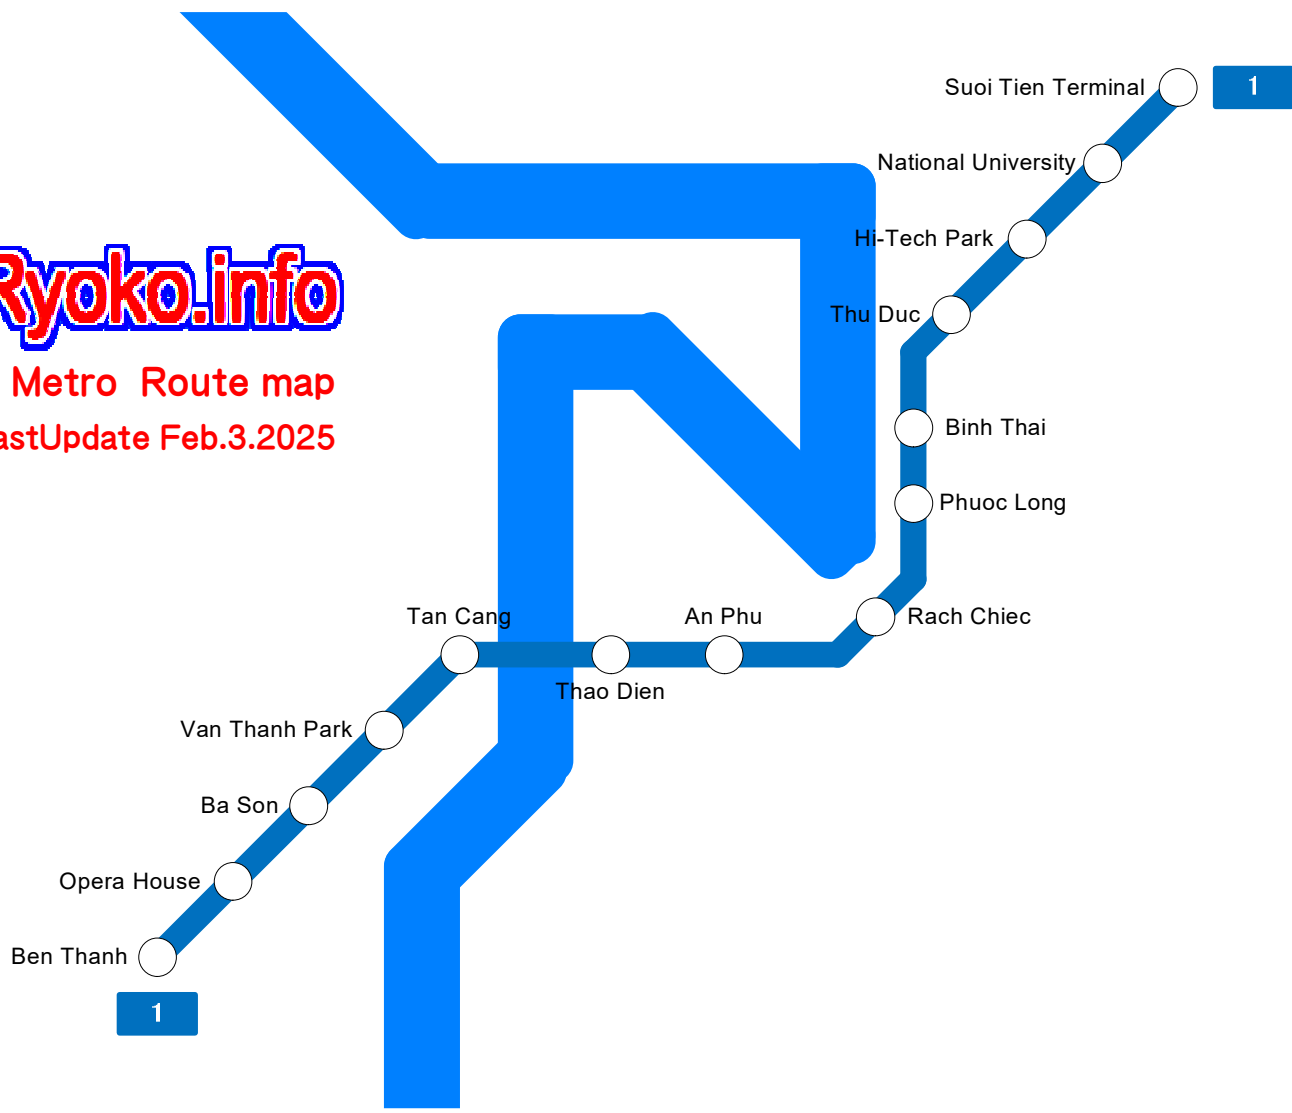 Suoi Tien Terminal
1
National University
Hi-Tech Park
Ryoko.info
Thu Duc
Metro Route map
astUpdate Feb.3.2025
Binh Thai
Phuoc Long
Tan Cang
An Phu
Rach Chiec
Thao Dien
Van Thanh Park
Ba Son
Opera House
Ben Thanh
1